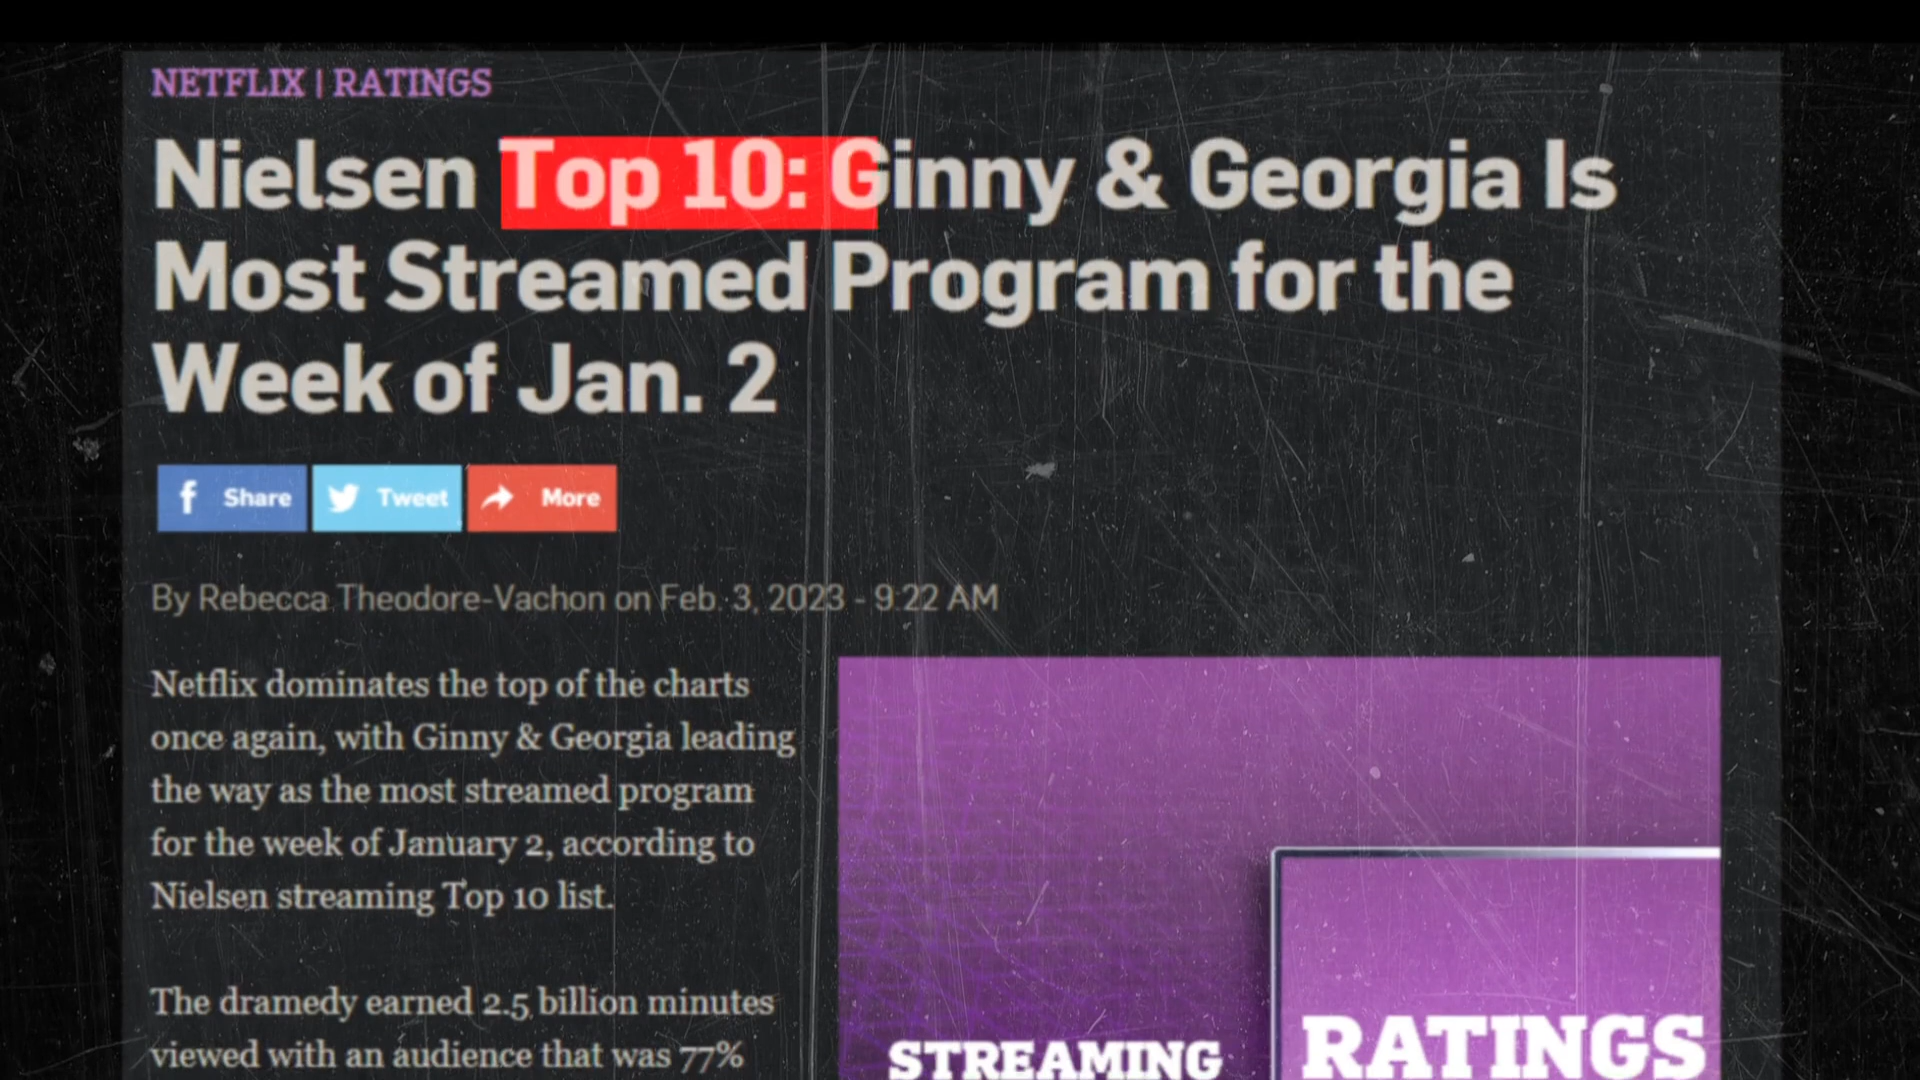 NETFLIX | RATINGS
Nielsen Top 10: Ginny & Georgia Is
Most Streamed Program for the
Week of Jan. 2
Share Tweet More
By Rebecca Theodore-Vachon on Feb. 3, 2023 - 9:22 AM
Netflix dominates the top of the charts
once again, with Ginny & Georgia leading
the way as the most streamed program
for the week of January 2, according to
Nielsen streaming Top 10 list.
The dramedy earned 2.5 billion minutes
viewed with an audience that was 77%
STREAMING
RATINGS